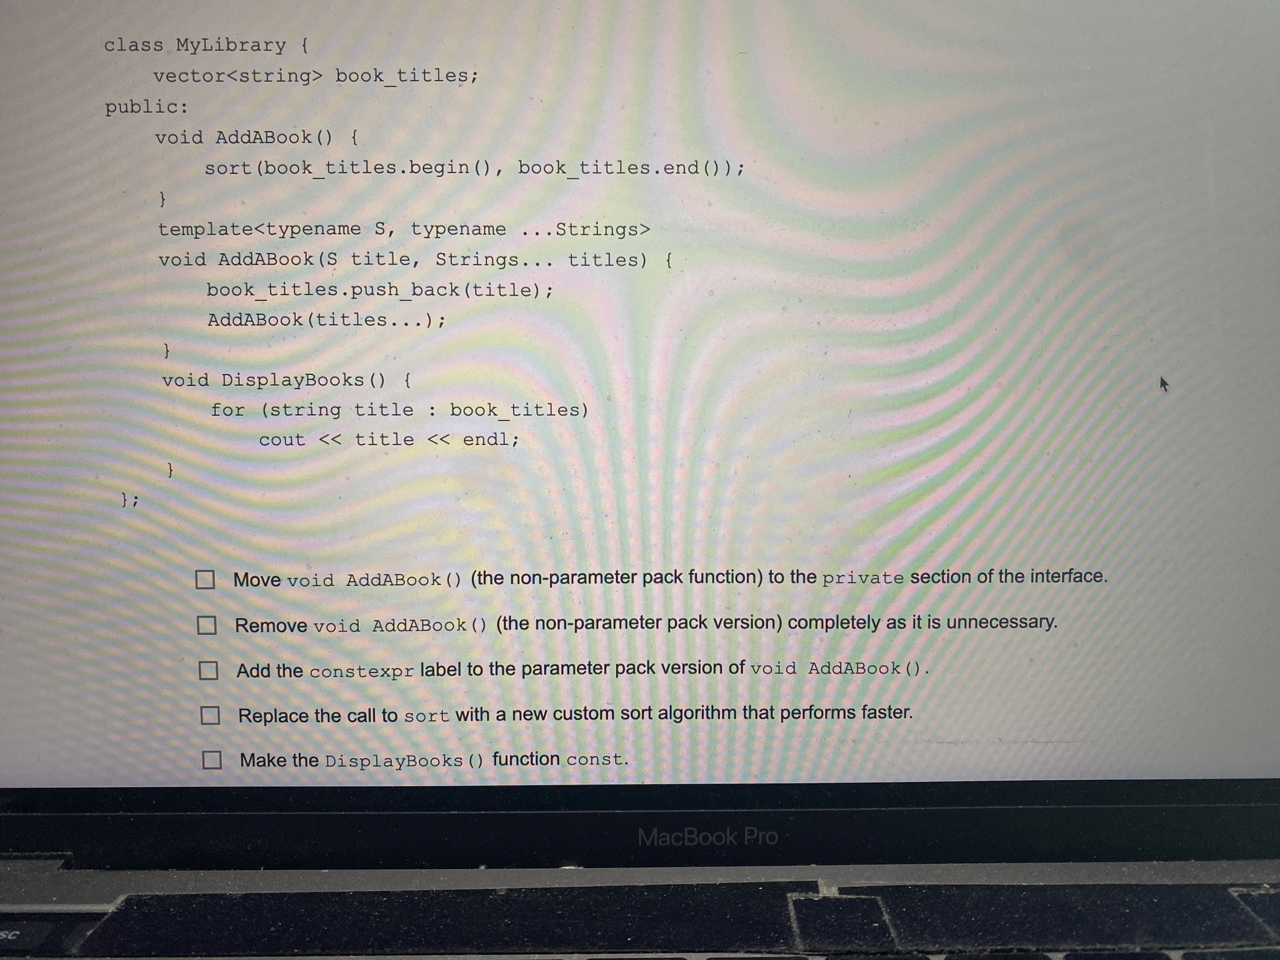 class MyLibrary {
vector<string> book_titles;
public:
void AddABook() {
sort(book_titles.begin(), book_titles.end());
}
template<typename S, typename ...Strings>
void AddABook(S title, Strings... titles) {
book_titles.push_back(title);
AddABook(titles...);
}
void DisplayBooks() {
for (string title : book_titles)
cout << title << endl;
}
};
Move void AddABook() (the non-parameter pack function) to the private section of the interface.
Remove void AddABook() (the non-parameter pack version) completely as it is unnecessary.
Add the constexpr label to the parameter pack version of void AddABook().
Replace the call to sort with a new custom sort algorithm that performs faster.
Make the DisplayBooks() function const.
MacBook Pro